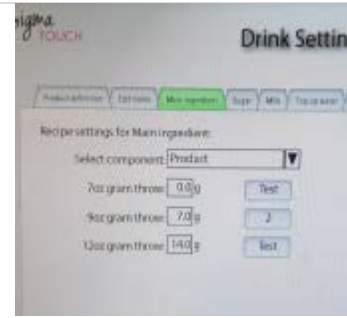 sigma
TOUCH
Drink Settin
Main ingredient
Sugar
Milk
Recipe settings for Main ingredient:
Select component: Product
7oz gram throw: 0.0 g Test
9oz gram throw: 7.0 g 2
12oz gram throw: 14.0 g Test